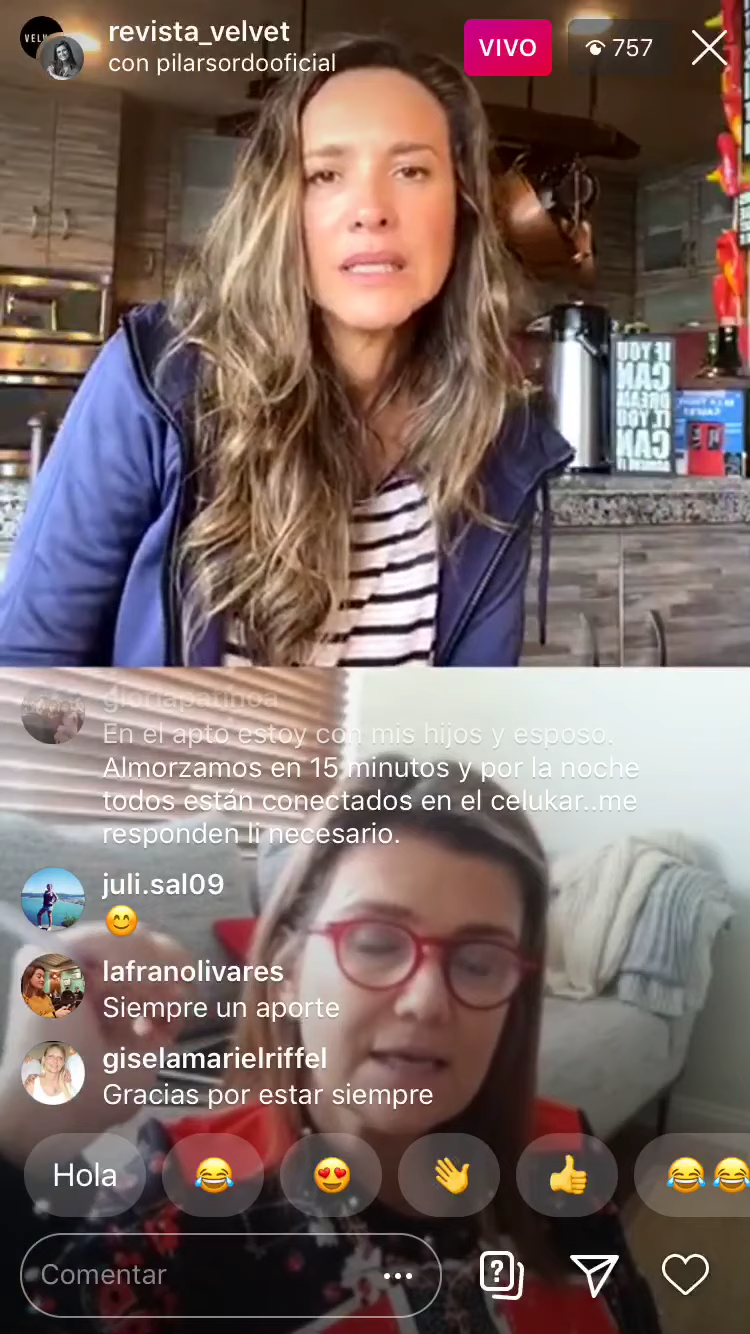 VELV
revista_velvet
con pilarsordooficial
VIVO
757
IF YOU
CAN
DREAM
IT YOU
CAN
gloriapatinoa
En el apto estoy con mis hijos y esposo.
Almorzamos en 15 minutos y por la noche
todos están conectados en el celukar..me
responden li necesario.
juli.sal09
😊
lafranolivares
Siempre un aporte
giselamarielriffel
Gracias por estar siempre
Hola 😂 😍 👋 👍 😂😂
Comentar